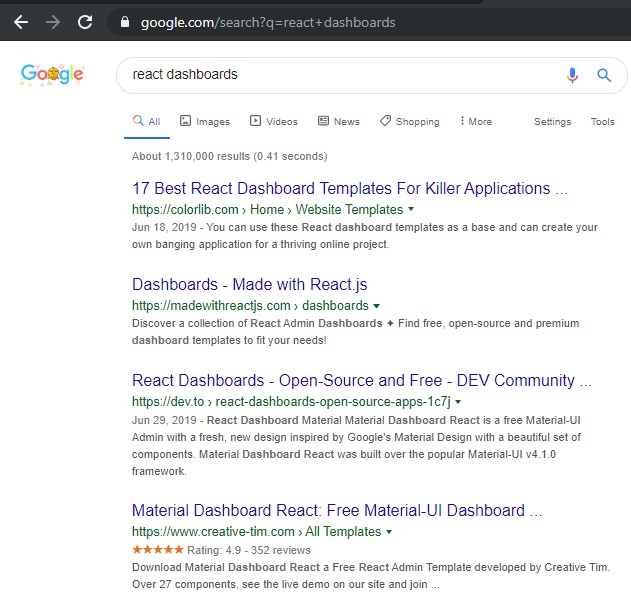 google.com/search?q=react+dashboards
Google
react dashboards
All Images Videos News Shopping More Settings Tools
About 1,310,000 results (0.41 seconds)
17 Best React Dashboard Templates For Killer Applications ...
https://colorlib.com › Home › Website Templates
Jun 18, 2019 - You can use these React dashboard templates as a base and can create your
own banging application for a thriving online project.
Dashboards - Made with React.js
https://madewithreactjs.com › dashboards
Discover a collection of React Admin Dashboards ✦ Find free, open-source and premium
dashboard templates to fit your needs!
React Dashboards - Open-Source and Free - DEV Community ...
https://dev.to › react-dashboards-open-source-apps-1c7j
Jun 29, 2019 - React Dashboard Material Material Dashboard React is a free Material-UI
Admin with a fresh, new design inspired by Google's Material Design with a beautiful set of
components. Material Dashboard React was built over the popular Material-UI v4.1.0
framework.
Material Dashboard React: Free Material-UI Dashboard ...
https://www.creative-tim.com › All Templates
★★★★★ Rating: 4.9 - 352 reviews
Download Material Dashboard React a Free React Admin Template developed by Creative Tim.
Over 27 components, see the live demo on our site and join ...